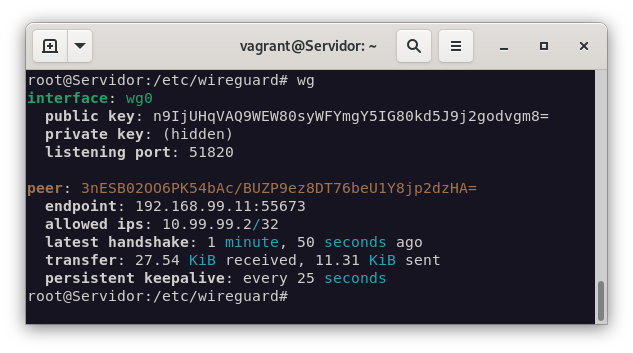 vagrant@Servidor: ~
root@Servidor:/etc/wireguard# wg
interface: wg0
public key: n9IjUHqVAQ9WEW80syWFYmgY5IG80kd5J9j2godvgm8=
private key: (hidden)
listening port: 51820
peer: 3nESB02OO6PK54bAc/BUZP9ez8DT76beU1Y8jp2dzHA=
endpoint: 192.168.99.11:55673
allowed ips: 10.99.99.2/32
latest handshake: 1 minute, 50 seconds ago
transfer: 27.54 KiB received, 11.31 KiB sent
persistent keepalive: every 25 seconds
root@Servidor:/etc/wireguard#